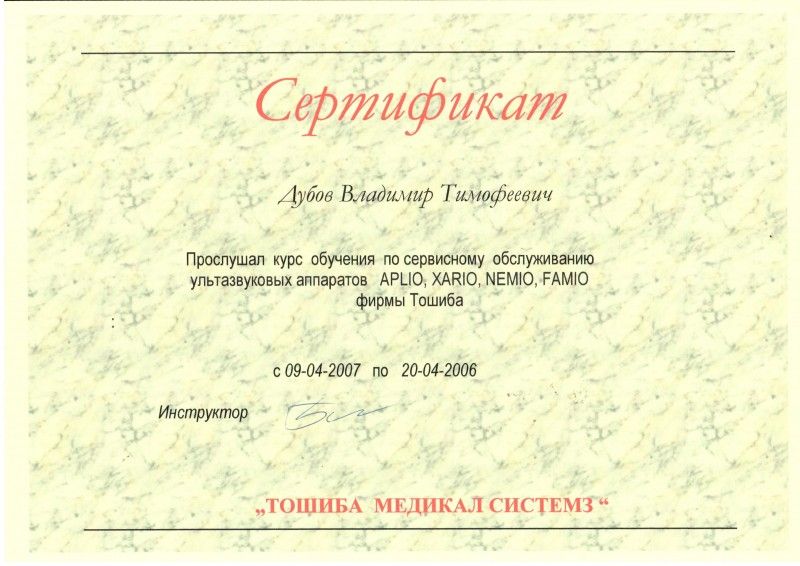 Сертификат
Дубов Владимир Тимофеевич
Прослушал курс обучения по сервисному обслуживанию
ультазвуковых аппаратов APLIO, XARIO, NEMIO, FAMIO
фирмы Тошиба
с 09-04-2007 по 20-04-2006
Инструктор
„ТОШИБА МЕДИКАЛ СИСТЕМЗ“